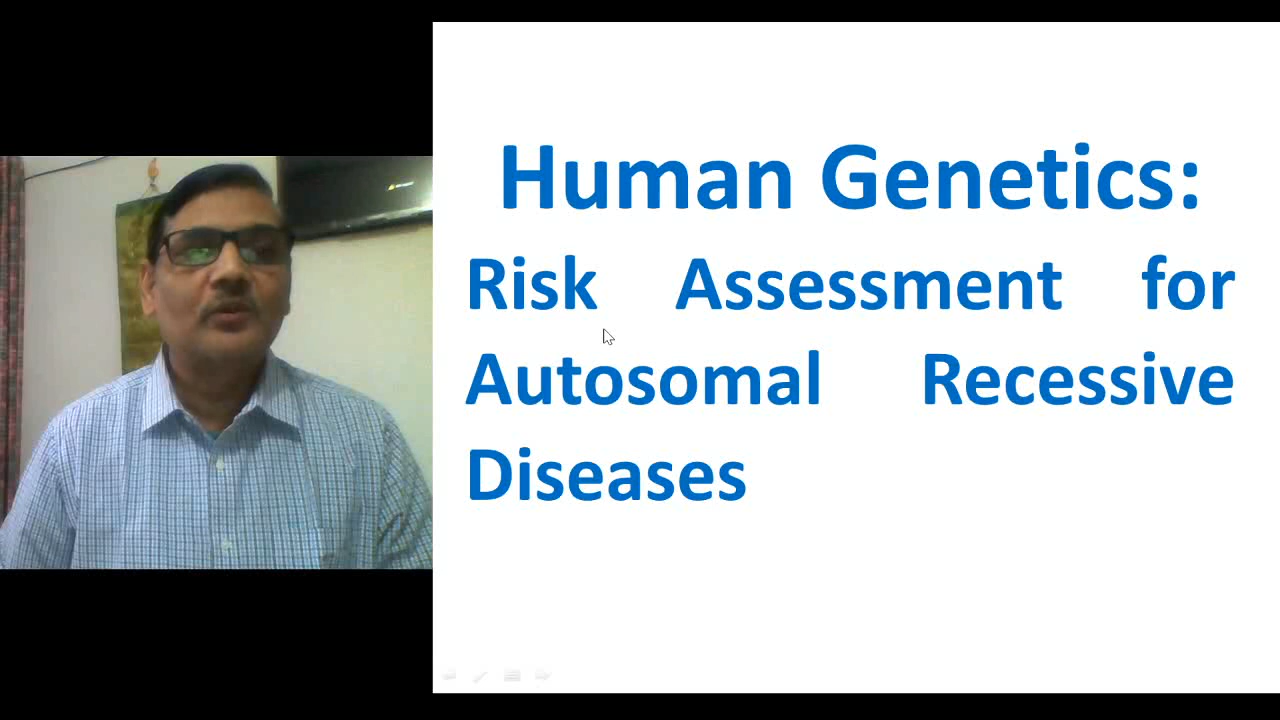 Human Genetics:
Risk Assessment for
Autosomal Recessive
Diseases